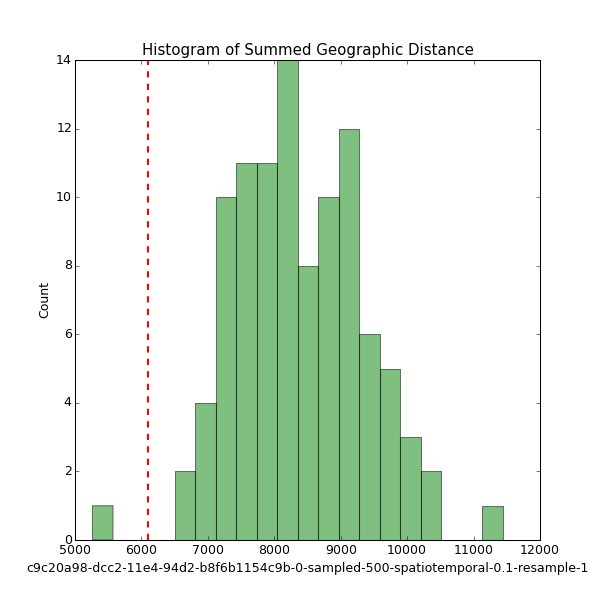 Histogram of Summed Geographic Distance
14
12
10
8
6
4
2
0
Count
5000 6000 7000 8000 9000 10000 11000 12000
c9c20a98-dcc2-11e4-94d2-b8f6b1154c9b-0-sampled-500-spatiotemporal-0.1-resample-1